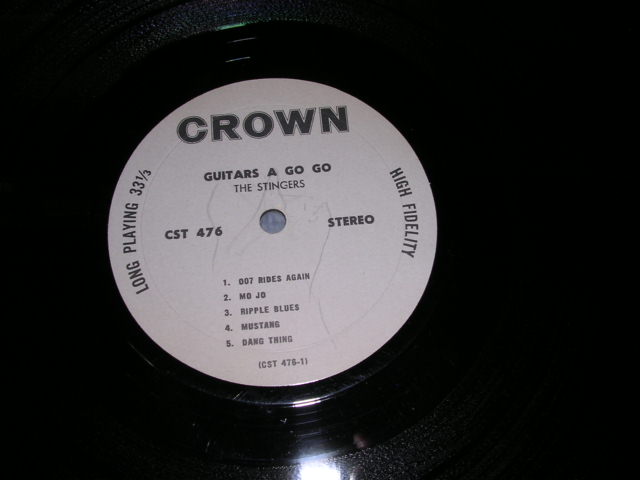 CROWN
GUITARS A GO GO
THE STINGERS
LONG PLAYING 33⅓
HIGH FIDELITY
CST 476
STEREO
1. 007 RIDES AGAIN
2. MO JO
3. RIPPLE BLUES
4. MUSTANG
5. DANG THING
(CST 476-1)